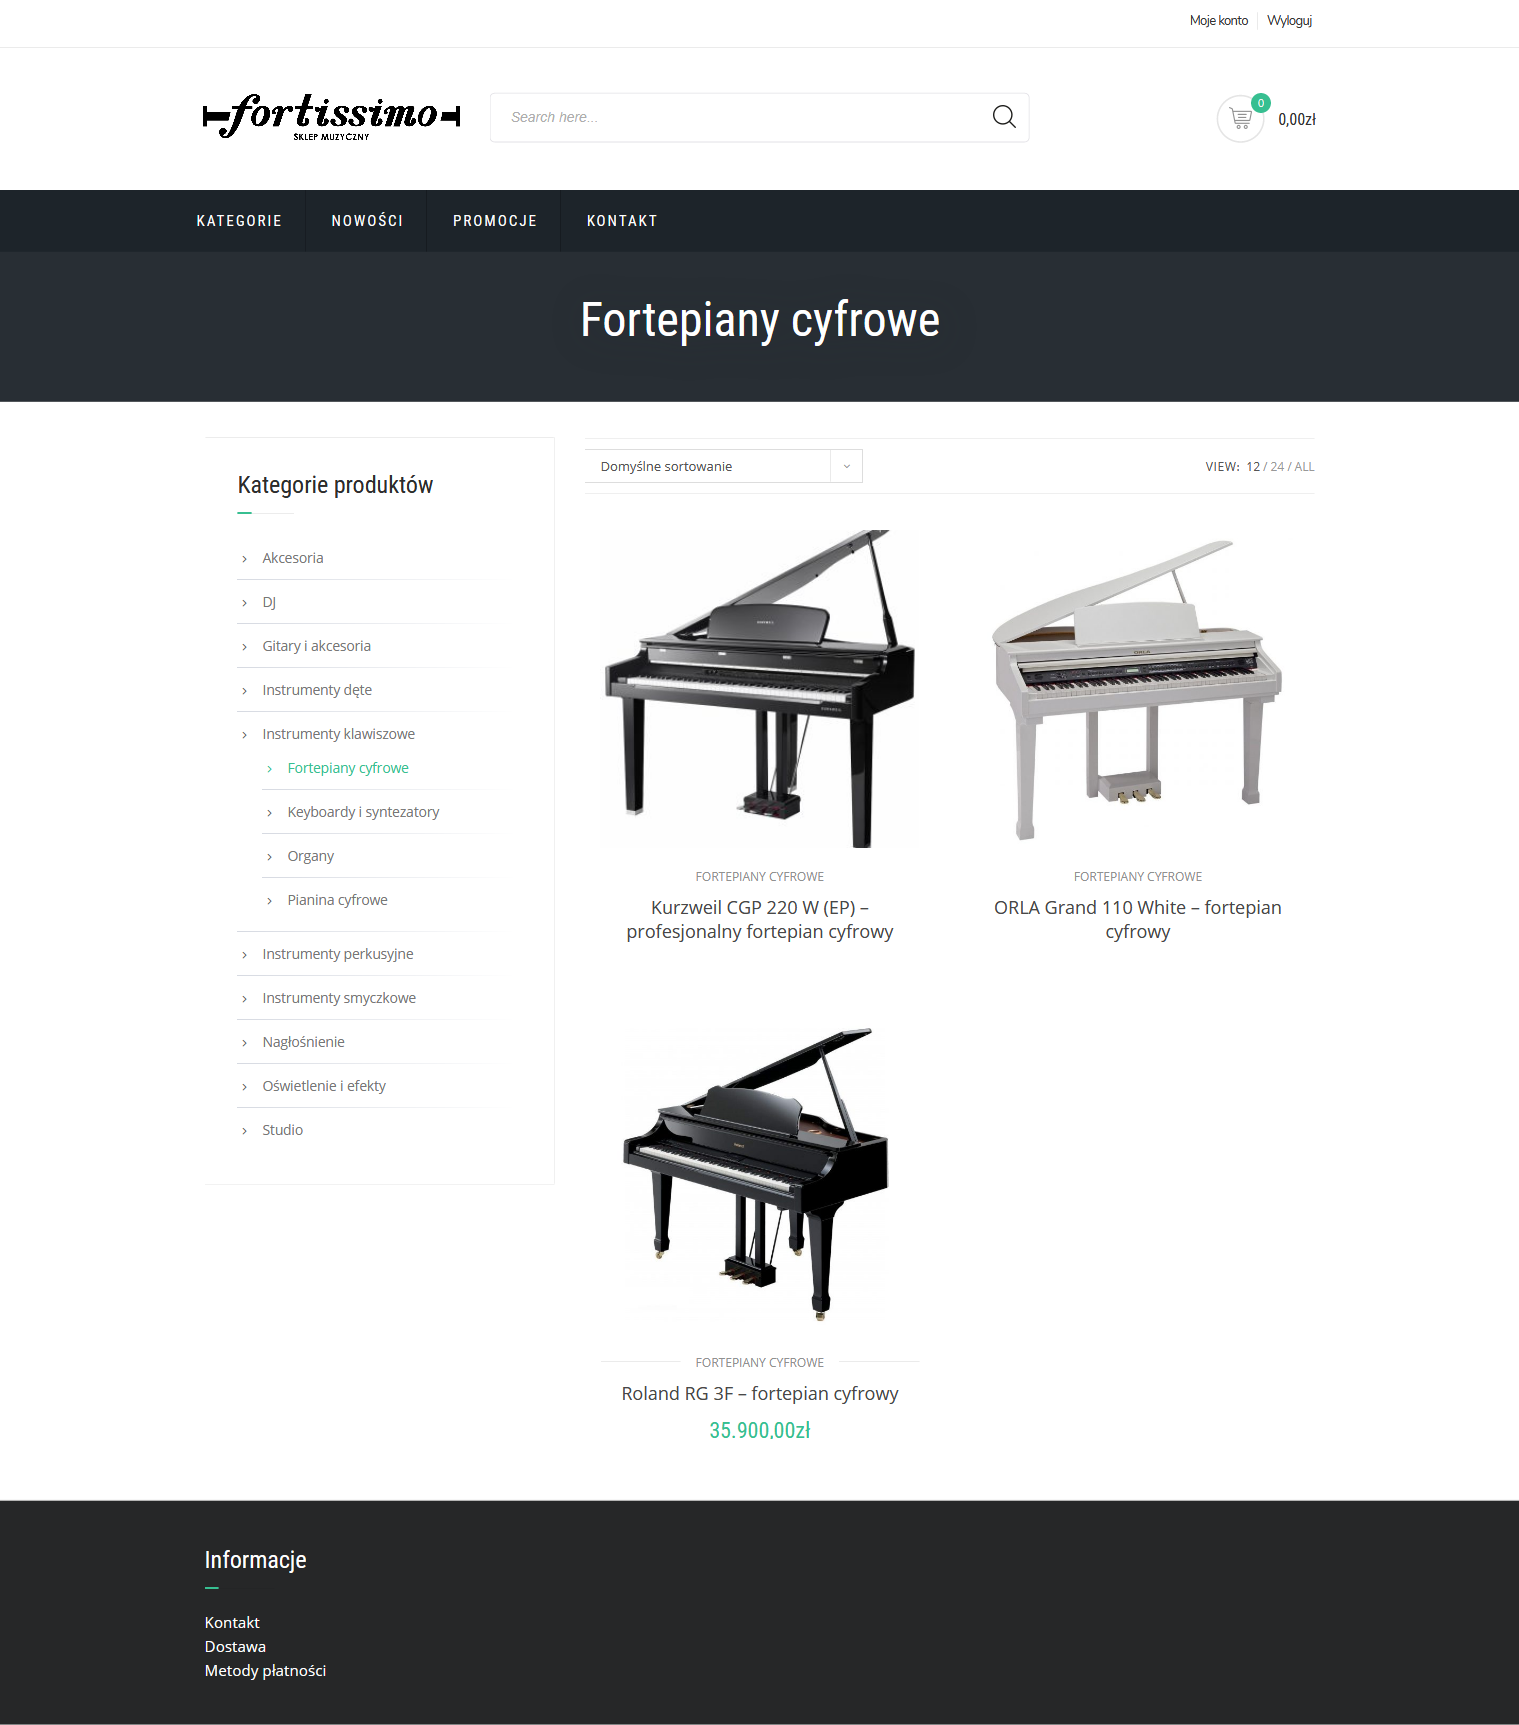 Moje konto
Wyloguj
fortissimo
SKLEP MUZYCZNY
Search here...
0
0,00zł
KATEGORIE
NOWOŚCI
PROMOCJE
KONTAKT
Fortepiany cyfrowe
Kategorie produktów
Akcesoria
DJ
Gitary i akcesoria
Instrumenty dęte
Instrumenty klawiszowe
Fortepiany cyfrowe
Keyboardy i syntezatory
Organy
Pianina cyfrowe
Instrumenty perkusyjne
Instrumenty smyczkowe
Nagłośnienie
Oświetlenie i efekty
Studio
Domyślne sortowanie
VIEW: 12 / 24 / ALL
FORTEPIANY CYFROWE
Kurzweil CGP 220 W (EP) –
profesjonalny fortepian cyfrowy
ORLA
FORTEPIANY CYFROWE
ORLA Grand 110 White – fortepian
cyfrowy
FORTEPIANY CYFROWE
Roland RG 3F – fortepian cyfrowy
35.900,00zł
Informacje
Kontakt
Dostawa
Metody płatności